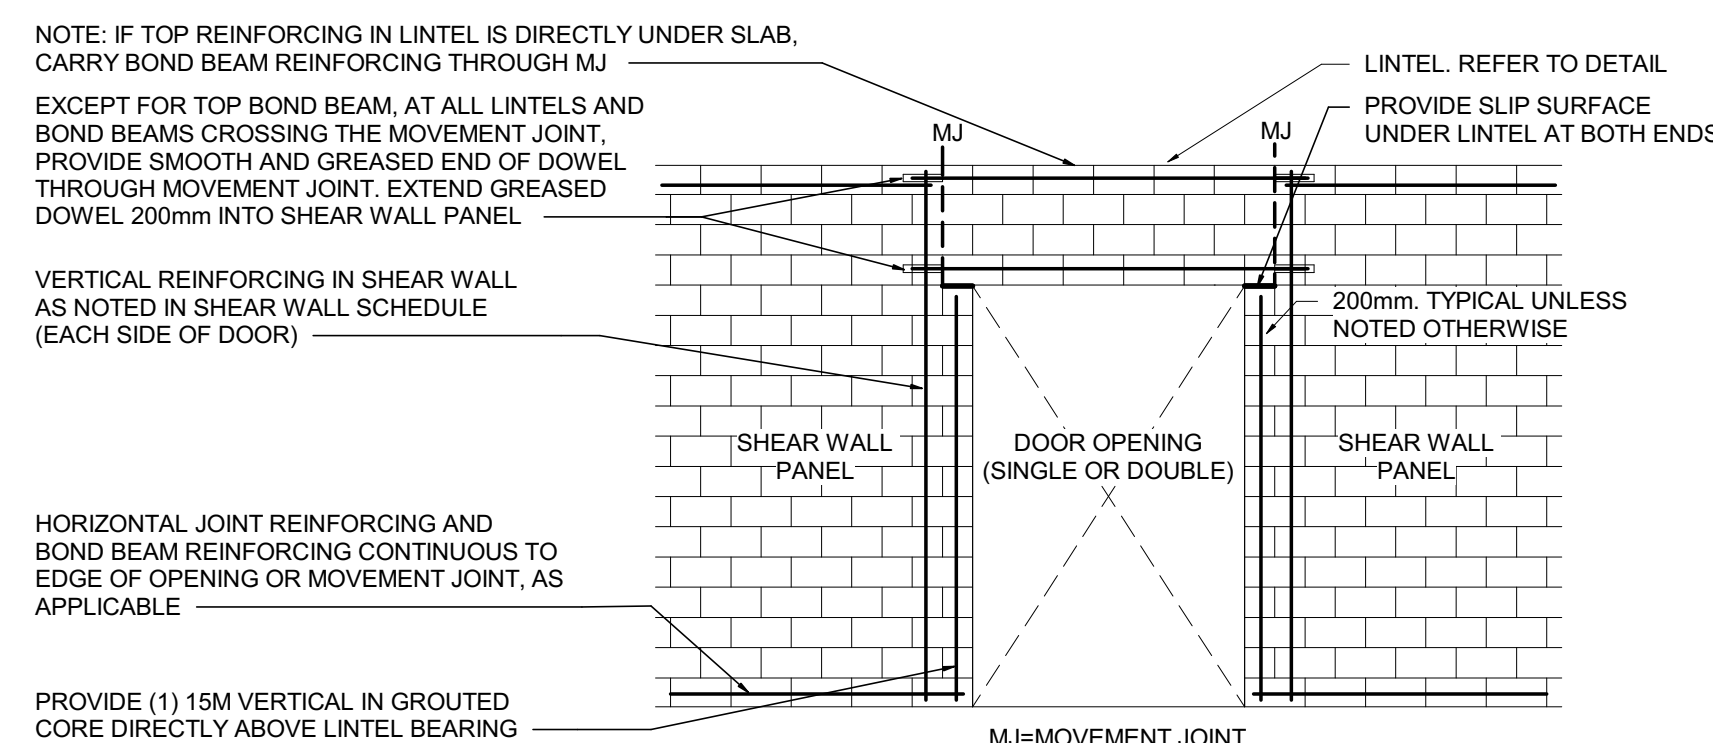 NOTE: IF TOP REINFORCING IN LINTEL IS DIRECTLY UNDER SLAB,
CARRY BOND BEAM REINFORCING THROUGH MJ
EXCEPT FOR TOP BOND BEAM, AT ALL LINTELS AND
BOND BEAMS CROSSING THE MOVEMENT JOINT,
PROVIDE SMOOTH AND GREASED END OF DOWEL
THROUGH MOVEMENT JOINT. EXTEND GREASED
DOWEL 200mm INTO SHEAR WALL PANEL
VERTICAL REINFORCING IN SHEAR WALL
AS NOTED IN SHEAR WALL SCHEDULE
(EACH SIDE OF DOOR)
HORIZONTAL JOINT REINFORCING AND
BOND BEAM REINFORCING CONTINUOUS TO
EDGE OF OPENING OR MOVEMENT JOINT, AS
APPLICABLE
PROVIDE (1) 15M VERTICAL IN GROUTED
CORE DIRECTLY ABOVE LINTEL BEARING
MJ
MJ
LINTEL. REFER TO DETAIL
PROVIDE SLIP SURFACE
UNDER LINTEL AT BOTH ENDS
200mm. TYPICAL UNLESS
NOTED OTHERWISE
SHEAR WALL
PANEL
DOOR OPENING
(SINGLE OR DOUBLE)
SHEAR WALL
PANEL
MJ=MOVEMENT JOINT